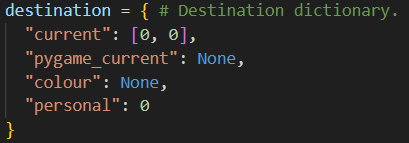 destination = { # Destination dictionary.
  "current": [0, 0],
  "pygame_current": None,
  "colour": None,
  "personal": 0
}